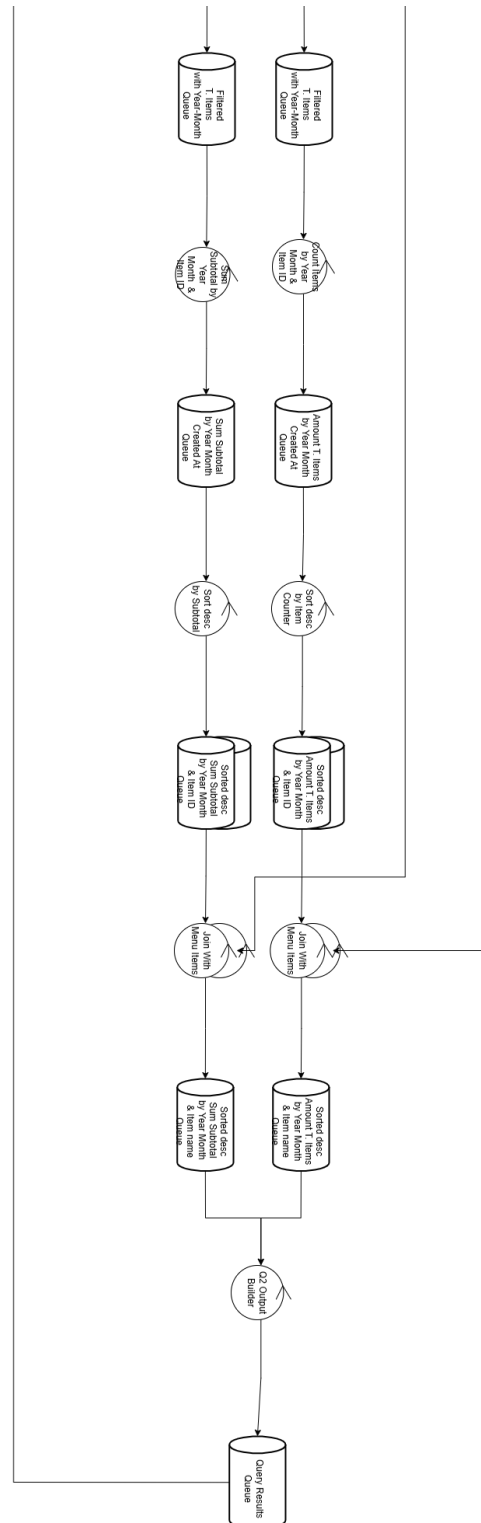 Filtered
T. Items
with Year-Month
Queue
Filtered
T. Items
with Year-Month
Queue
Sum
Subtotal by
Year
Month &
Item ID
Count Items
by Year
Month &
Item ID
Sum Subtotal
by Year Month
Created At
Queue
Amount T. Items
by Year Month
Created At
Queue
Sort desc
by Subtotal
Sort desc
by Item
Counter
Sorted desc
Sum Subtotal
by Year Month
& Item ID
Queue
Sorted desc
Amount T. Items
by Year Month
& Item ID
Queue
Join With
Menu Items
Join With
Menu Items
Sorted desc
Sum Subtotal
by Year Month
& Item name
Queue
Sorted desc
Amount T. Items
by Year Month
& Item name
Queue
Q2 Output
Builder
Query Results
Queue